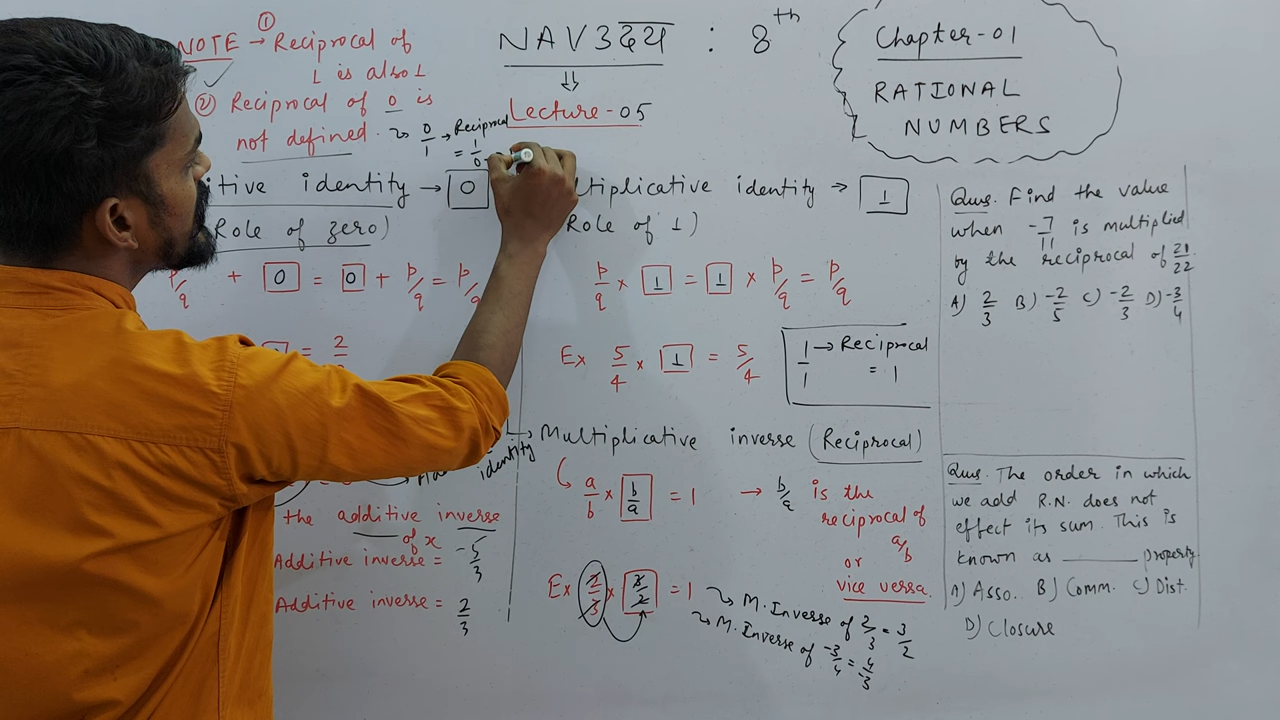 NOTE → ① Reciprocal of
1 is also 1
② Reciprocal of 0 is
not defined. 0/1 → Reciprocal
= 1/0
NAV3 : 8th
⇓
Lecture-05
Chapter-01
RATIONAL
NUMBERS
itive identity → 0
Role of zero)
p/q + 0 = 0 + p/q = p/q
= 2/
identity
the additive inverse
of x
Additive inverse = -5/3
Additive inverse = 2/3
ltiplicative identity → 1
Role of 1)
p/q × 1 = 1 × p/q = p/q
Ex 5/4 × 1 = 5/4
1/1 → Reciprocal
= 1
Multiplicative inverse (Reciprocal)
a/b × b/a = 1 → b/a is the
reciprocal of
a/b
or
vice versa.
Ex 2/3 × 3/2 = 1
M. Inverse of 2/3 = 3/2
M. Inverse of -3/4 = 4/-3
Ques. Find the value
when -7/11 is multiplied
by the reciprocal of 21/22.
A) 2/3 B) -2/5 C) -2/3 D) -3/4
Ques. The order in which
we add R.N. does not
effect its sum. This is
known as ______ property
A) Asso. B) Comm. C) Dist.
D) Closure